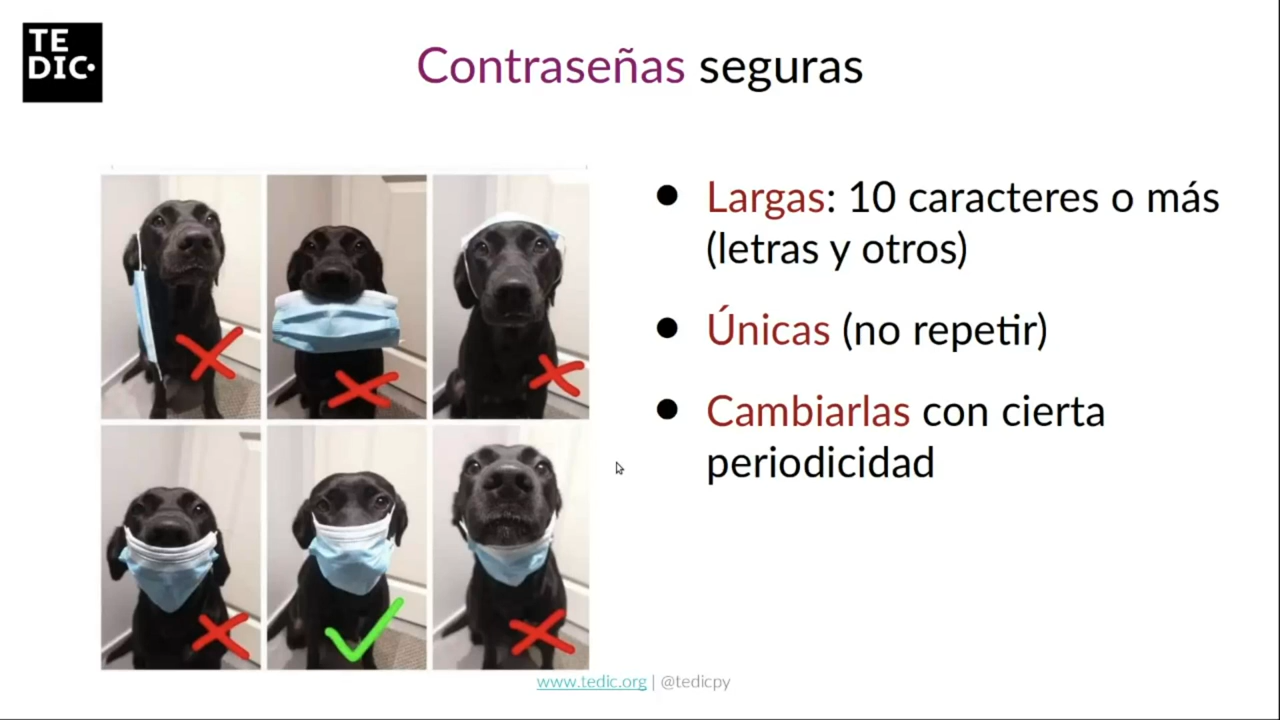 TE
DIC
Contraseñas seguras
Largas: 10 caracteres o más
(letras y otros)
Únicas (no repetir)
Cambiarlas con cierta
periodicidad
www.tedic.org | @tedicpy